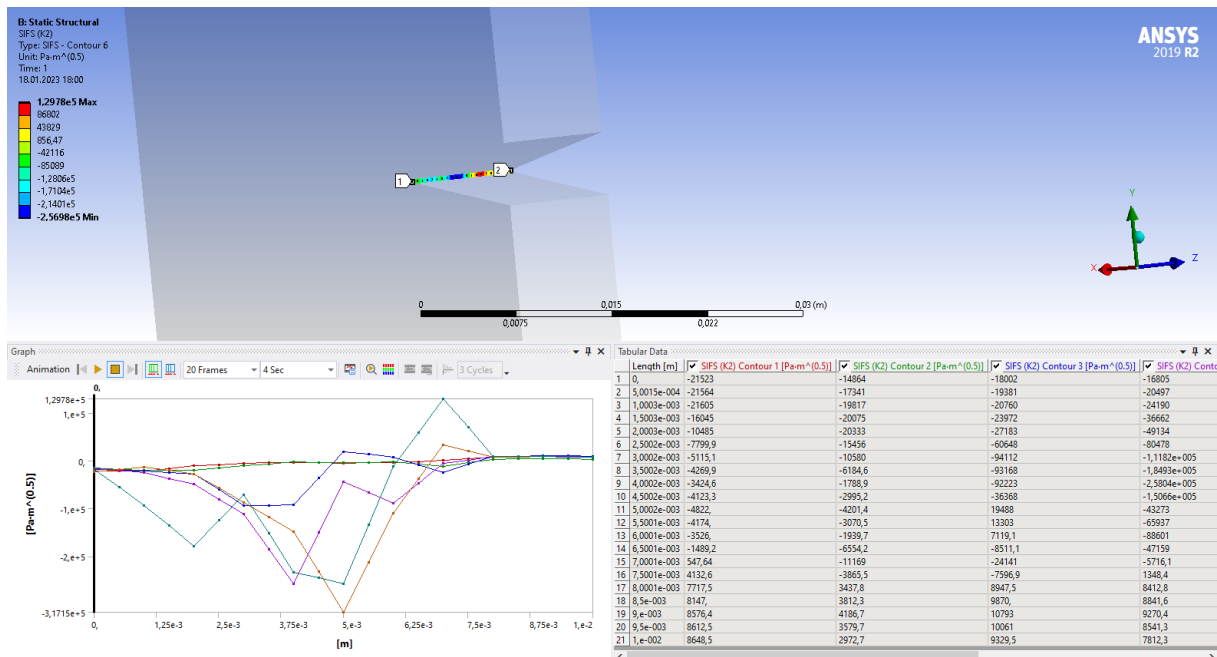 B: Static Structural
SIFS (K2)
Type: SIFS - Contour 6
Unit: Pa·m^(0.5)
Time: 1
18.01.2023 18:00
1,2978e5 Max
86802
43829
856,47
-42116
-85089
-1,2806e5
-1,7104e5
-2,1401e5
-2,5698e5 Min
ANSYS
2019 R2
1
2
Y
X
Z
0
0,015
0,03 (m)
0,0075
0,022
Graph
Animation
20 Frames
4 Sec
3 Cycles
0,
1,2978e+5
1,e+5
0,
-1,e+5
-2,e+5
-3,1715e+5
[Pa·m^(0.5)]
0, 1,25e-3 2,5e-3 3,75e-3 5,e-3 6,25e-3 7,5e-3 8,75e-3 1,e-2
[m]
Tabular Data
Length [m] SIFS (K2) Contour 1 [Pa·m^(0.5)] SIFS (K2) Contour 2 [Pa·m^(0.5)] SIFS (K2) Contour 3 [Pa·m^(0.5)] SIFS (K2) Conto
1 0, -21523 -14864 -18002 -16805
2 5,0015e-004 -21564 -17341 -19381 -20497
3 1,0003e-003 -21605 -19817 -20760 -24190
4 1,5003e-003 -16045 -20075 -23972 -36662
5 2,0003e-003 -10485 -20333 -27183 -49134
6 2,5002e-003 -7799,9 -15456 -60648 -80478
7 3,0002e-003 -5115,1 -10580 -94112 -1,1182e+005
8 3,5002e-003 -4269,9 -6184,6 -93168 -1,8493e+005
9 4,0002e-003 -3424,6 -1788,9 -92223 -2,5804e+005
10 4,5002e-003 -4123,3 -2995,2 -36368 -1,5066e+005
11 5,0002e-003 -4822, -4201,4 19488 -43273
12 5,5001e-003 -4174, -3070,5 13303 -65937
13 6,0001e-003 -3526, -1939,7 7119,1 -88601
14 6,5001e-003 -1489,2 -6554,2 -8511,1 -47159
15 7,0001e-003 547,64 -11169 -24141 -5716,1
16 7,5001e-003 4132,6 -3865,5 -7596,9 1348,4
17 8,0001e-003 7717,5 3437,8 8947,5 8412,8
18 8,5e-003 8147, 3812,3 9870, 8841,6
19 9,e-003 8576,4 4186,7 10793 9270,4
20 9,5e-003 8612,5 3579,7 10061 8541,3
21 1,e-002 8648,5 2972,7 9329,5 7812,3